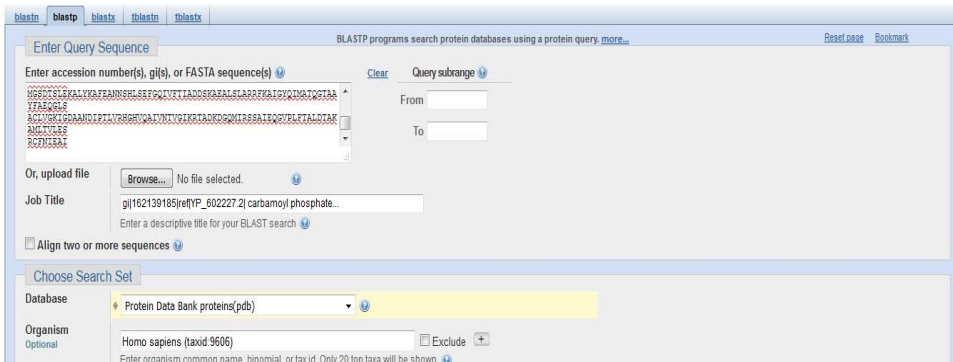 blastn blastp blastx tblastn tblastx
BLASTP programs search protein databases using a protein query. more...
Reset page Bookmark
Enter Query Sequence
Enter accession number(s), gi(s), or FASTA sequence(s) Clear Query subrange
MGSDISLEKALYKAFEANNSHLSEFGQIVFTIADDSKAEALSLARRFKAIGYQIMATQGTAA
YFAEQGLS
ACLVGKIGDAANDIPTLVRHGHVQAIVNTVGIKRTADKDGQMIRSSAIEQGVPLFTALDTAK
AMLTVLES
RCFNIEAI
From
To
Or, upload file Browse... No file selected.
Job Title gi|162139185|ref|YP_602227.2| carbamoyl phosphate...
Enter a descriptive title for your BLAST search
Align two or more sequences
Choose Search Set
Database Protein Data Bank proteins(pdb)
Organism
Optional
Homo sapiens (taxid:9606) Exclude +
Enter organism common name, binomial, or tax id. Only 20 top taxa will be shown.